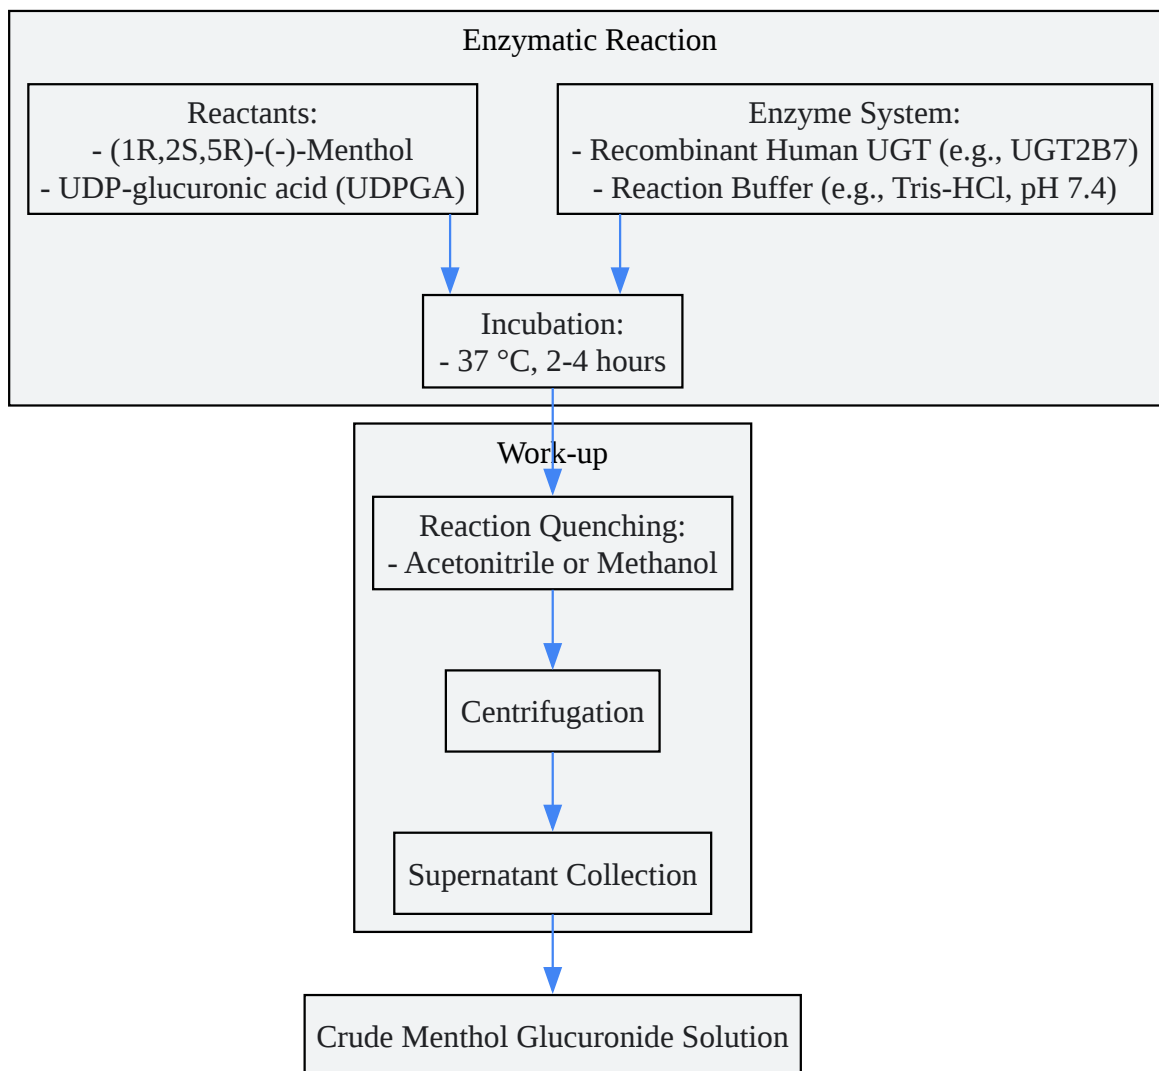 Enzymatic Reaction
Reactants:
- (1R,2S,5R)-(-)-Menthol
- UDP-glucuronic acid (UDPGA)
Enzyme System:
- Recombinant Human UGT (e.g., UGT2B7)
- Reaction Buffer (e.g., Tris-HCl, pH 7.4)
Incubation:
- 37 °C, 2-4 hours
Work-up
Reaction Quenching:
- Acetonitrile or Methanol
Centrifugation
Supernatant Collection
Crude Menthol Glucuronide Solution